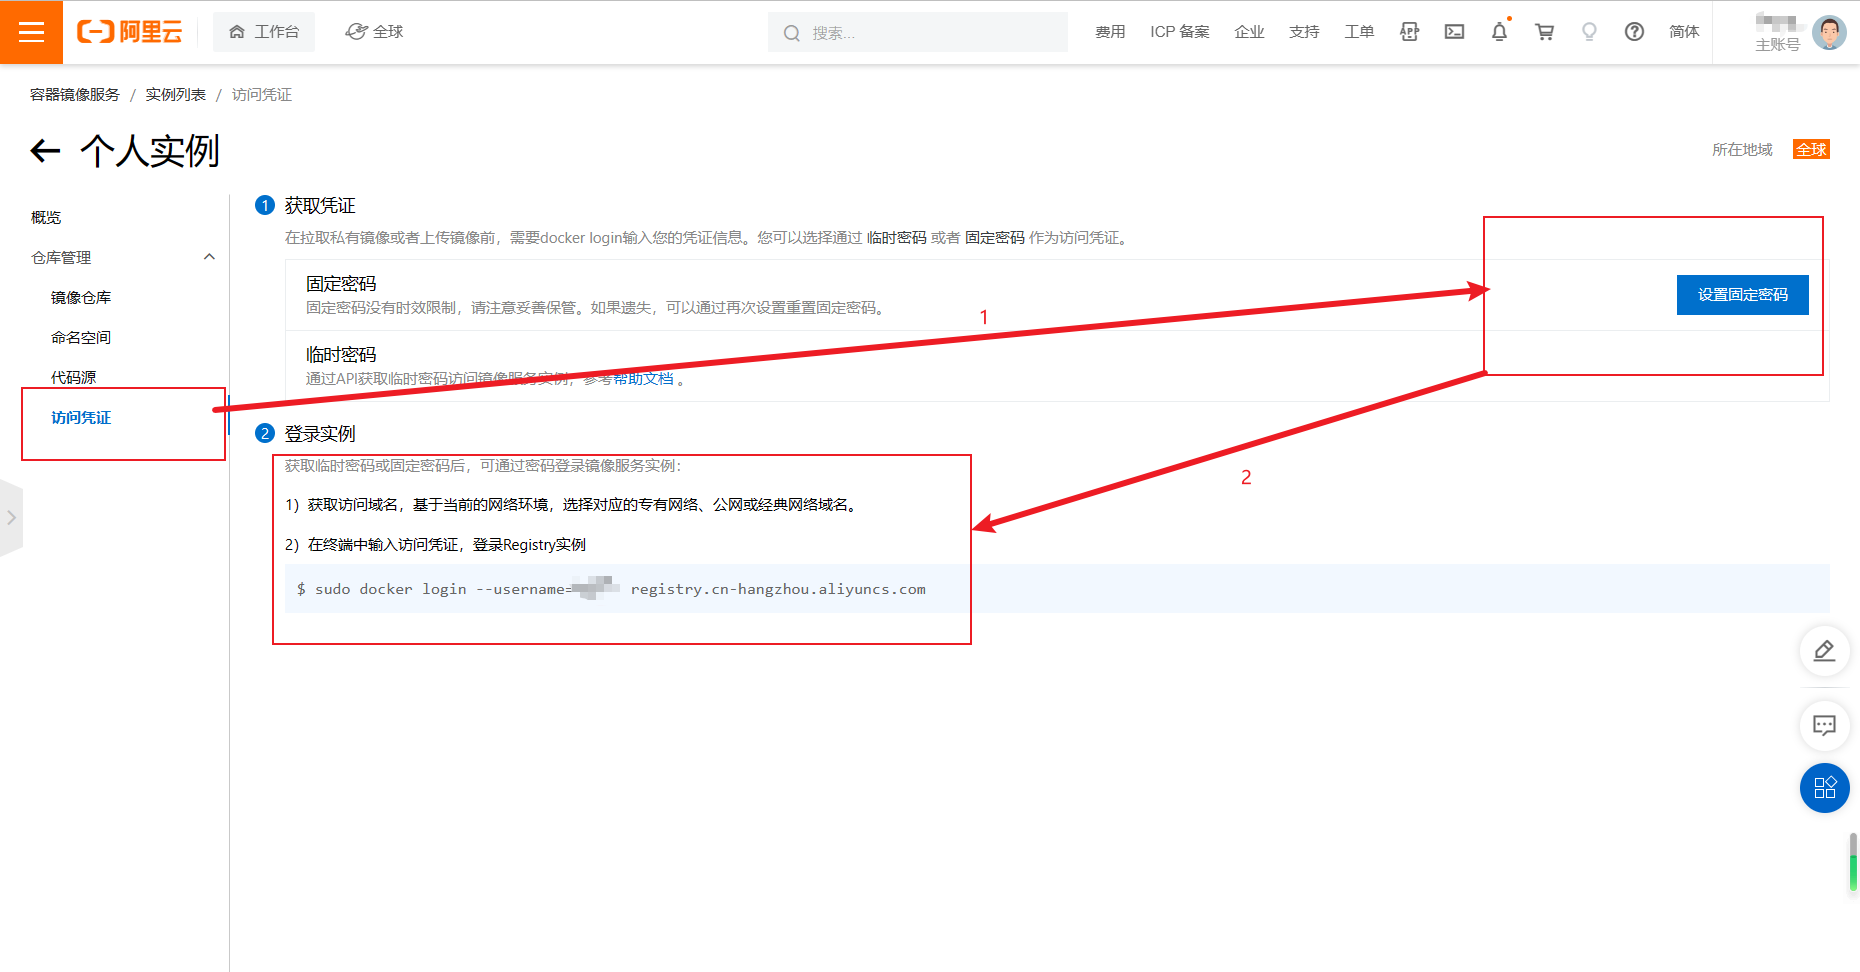 阿里云
工作台
全球
搜索...
费用
ICP 备案
企业
支持
工单
APP
简体
主账号
容器镜像服务 / 实例列表 / 访问凭证
个人实例
所在地域
全球
概览
仓库管理
镜像仓库
命名空间
代码源
访问凭证
1 获取凭证
在拉取私有镜像或者上传镜像前，需要docker login输入您的凭证信息。您可以选择通过 临时密码 或者 固定密码 作为访问凭证。
固定密码
固定密码没有时效限制，请注意妥善保管。如果遗失，可以通过再次设置重置固定密码。
设置固定密码
1
临时密码
通过API获取临时密码访问镜像服务实例，参考帮助文档 。
2 登录实例
获取临时密码或固定密码后，可通过密码登录镜像服务实例：
2
1）获取访问域名，基于当前的网络环境，选择对应的专有网络、公网或经典网络域名。
2）在终端中输入访问凭证，登录Registry实例
$ sudo docker login --username= registry.cn-hangzhou.aliyuncs.com